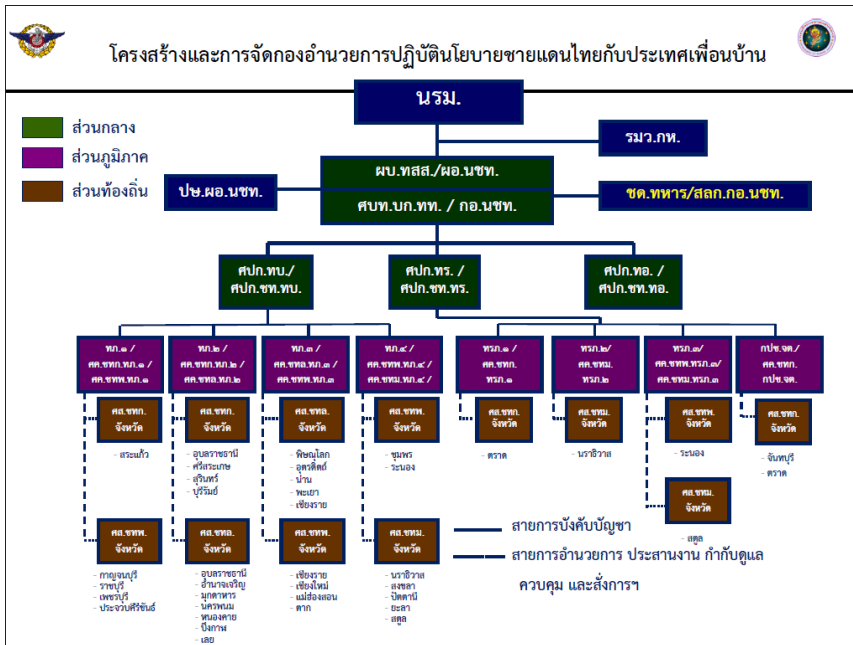 โครงสร้างและการจัดกองอำนวยการปฏิบัตินโยบายชายแดนไทยกับประเทศเพื่อนบ้าน
นรม.
ส่วนกลาง
ส่วนภูมิภาค
ส่วนท้องถิ่น
รมว.กห.
ผบ.ทสส./ผอ.นชท.
ปษ.ผอ.นชท.
ศบท.บก.ทท. / กอ.นชท.
ชด.ทหาร/สลก.กอ.นชท.
ศปก.ทบ./
ศปก.ชท.ทบ.
ศปก.ทร. /
ศปก.ชท.ทร.
ศปก.ทอ. /
ศปก.ชท.ทอ.
ทภ.๑ /
ศค.ชทก.ทภ.๑ /
ศค.ชทพ.ทภ.๑
ทภ.๒ /
ศค.ชทก.ทภ.๒ /
ศค.ชทล.ทภ.๒
ทภ.๓ /
ศค.ชทล.ทภ.๓ /
ศค.ชทพ.ทภ.๓
ทภ.๔ /
ศค.ชทพ.ทภ.๔ /
ศค.ชทม.ทภ.๔ /
ทรภ.๑ /
ศค.ชทก.
ทรภ.๑
ทรภ.๒/
ศค.ชทม.
ทรภ.๒
ทรภ.๓/
ศค.ชทพ.ทรภ.๓/
ศค.ชทม.ทรภ.๓
กปช.จต./
ศค.ชทก.
กปช.จต.
ศส.ชทก.
จังหวัด
- สระแก้ว
ศส.ชทก.
จังหวัด
- อุบลราชธานี
- ศรีสระเกษ
- สุรินทร์
- บุรีรัมย์
ศส.ชทล.
จังหวัด
- พิษณุโลก
- อุตรดิตถ์
- น่าน
- พะเยา
- เชียงราย
ศส.ชทพ.
จังหวัด
- ชุมพร
- ระนอง
ศส.ชทก.
จังหวัด
- ตราด
ศส.ชทม.
จังหวัด
- นราธิวาส
ศส.ชทพ.
จังหวัด
- ระนอง
ศส.ชทก.
จังหวัด
- จันทบุรี
- ตราด
ศส.ชทม.
จังหวัด
- สตูล
ศส.ชทพ.
จังหวัด
- กาญจนบุรี
- ราชบุรี
- เพชรบุรี
- ประจวบคีรีขันธ์
ศส.ชทล.
จังหวัด
- อุบลราชธานี
- อำนาจเจริญ
- มุกดาหาร
- นครพนม
- หนองคาย
- บึงกาฬ
- เลย
ศส.ชทพ.
จังหวัด
- เชียงราย
- เชียงใหม่
- แม่ฮ่องสอน
- ตาก
ศส.ชทม.
จังหวัด
- นราธิวาส
- สงขลา
- ปัตตานี
- ยะลา
- สตูล
สายการบังคับบัญชา
สายการอำนวยการ ประสานงาน กำกับดูแล
ควบคุม และสั่งการฯ